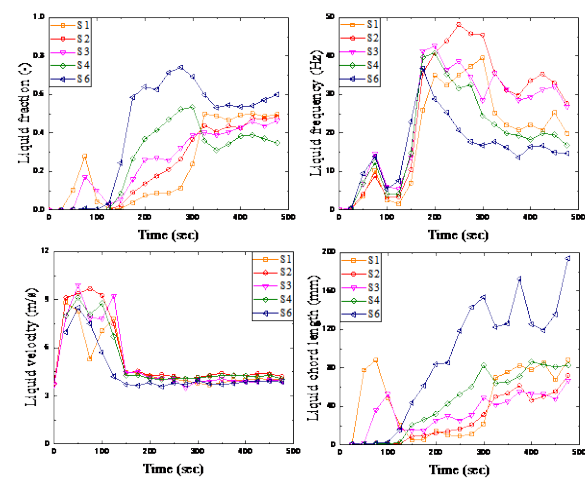 1.0
0.8
0.6
0.4
0.2
0.0
Liquid fraction (-)
S1
S2
S3
S4
S6
0 100 200 300 400 500
Time (sec)
50
40
30
20
10
0
Liquid frequency (Hz)
S1
S2
S3
S4
S6
0 100 200 300 400 500
Time (sec)
12
9
6
3
0
Liquid velocity (m/s)
S1
S2
S3
S4
S6
0 100 200 300 400 500
Time (sec)
200
160
120
80
40
0
Liquid chord length (mm)
S1
S2
S3
S4
S6
0 100 200 300 400 500
Time (sec)